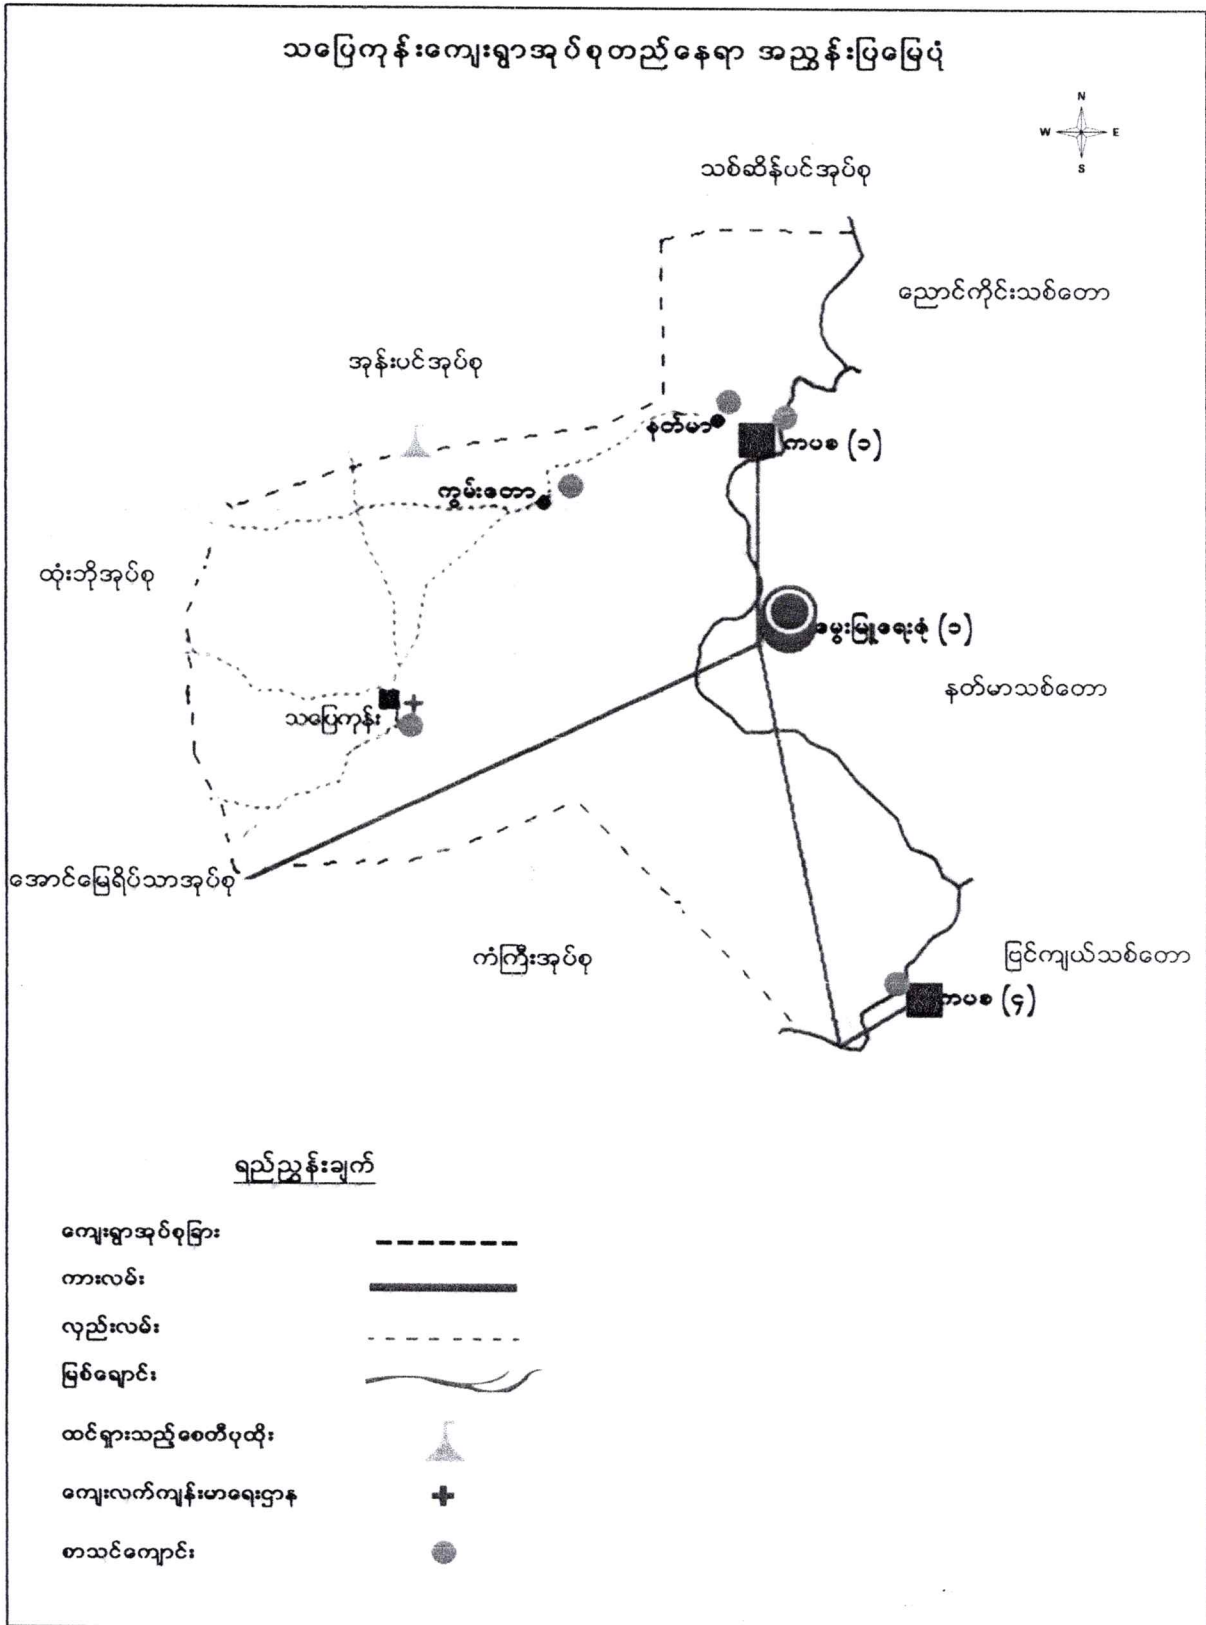 သပြေကုန်းကျေးရွာအုပ်စုတည်နေရာ အညွှန်းပြမြေပုံ
N
W E
S
သစ်ဆိန်ပင်အုပ်စု
ညောင်ကိုင်းသစ်တော
အုန်းပင်အုပ်စု
နတ်မာ
ကပစ (၁)
ကွမ်းတော
ထုံးဘိုအုပ်စု
မွေးမြူရေးဇုံ (၁)
နတ်မာသစ်တော
သပြေကုန်း
အောင်မြေရိပ်သာအုပ်စု
ကံကြီးအုပ်စု
ဗြင်ကျယ်သစ်တော
ကပစ (၄)
ရည်ညွှန်းချက်
ကျေးရွာအုပ်စုခြား
ကားလမ်း
လှည်းလမ်း
မြစ်ချောင်း
ထင်ရှားသည့်စေတီပုထိုး
ကျေးလက်ကျန်းမာရေးဌာန
စာသင်ကျောင်း